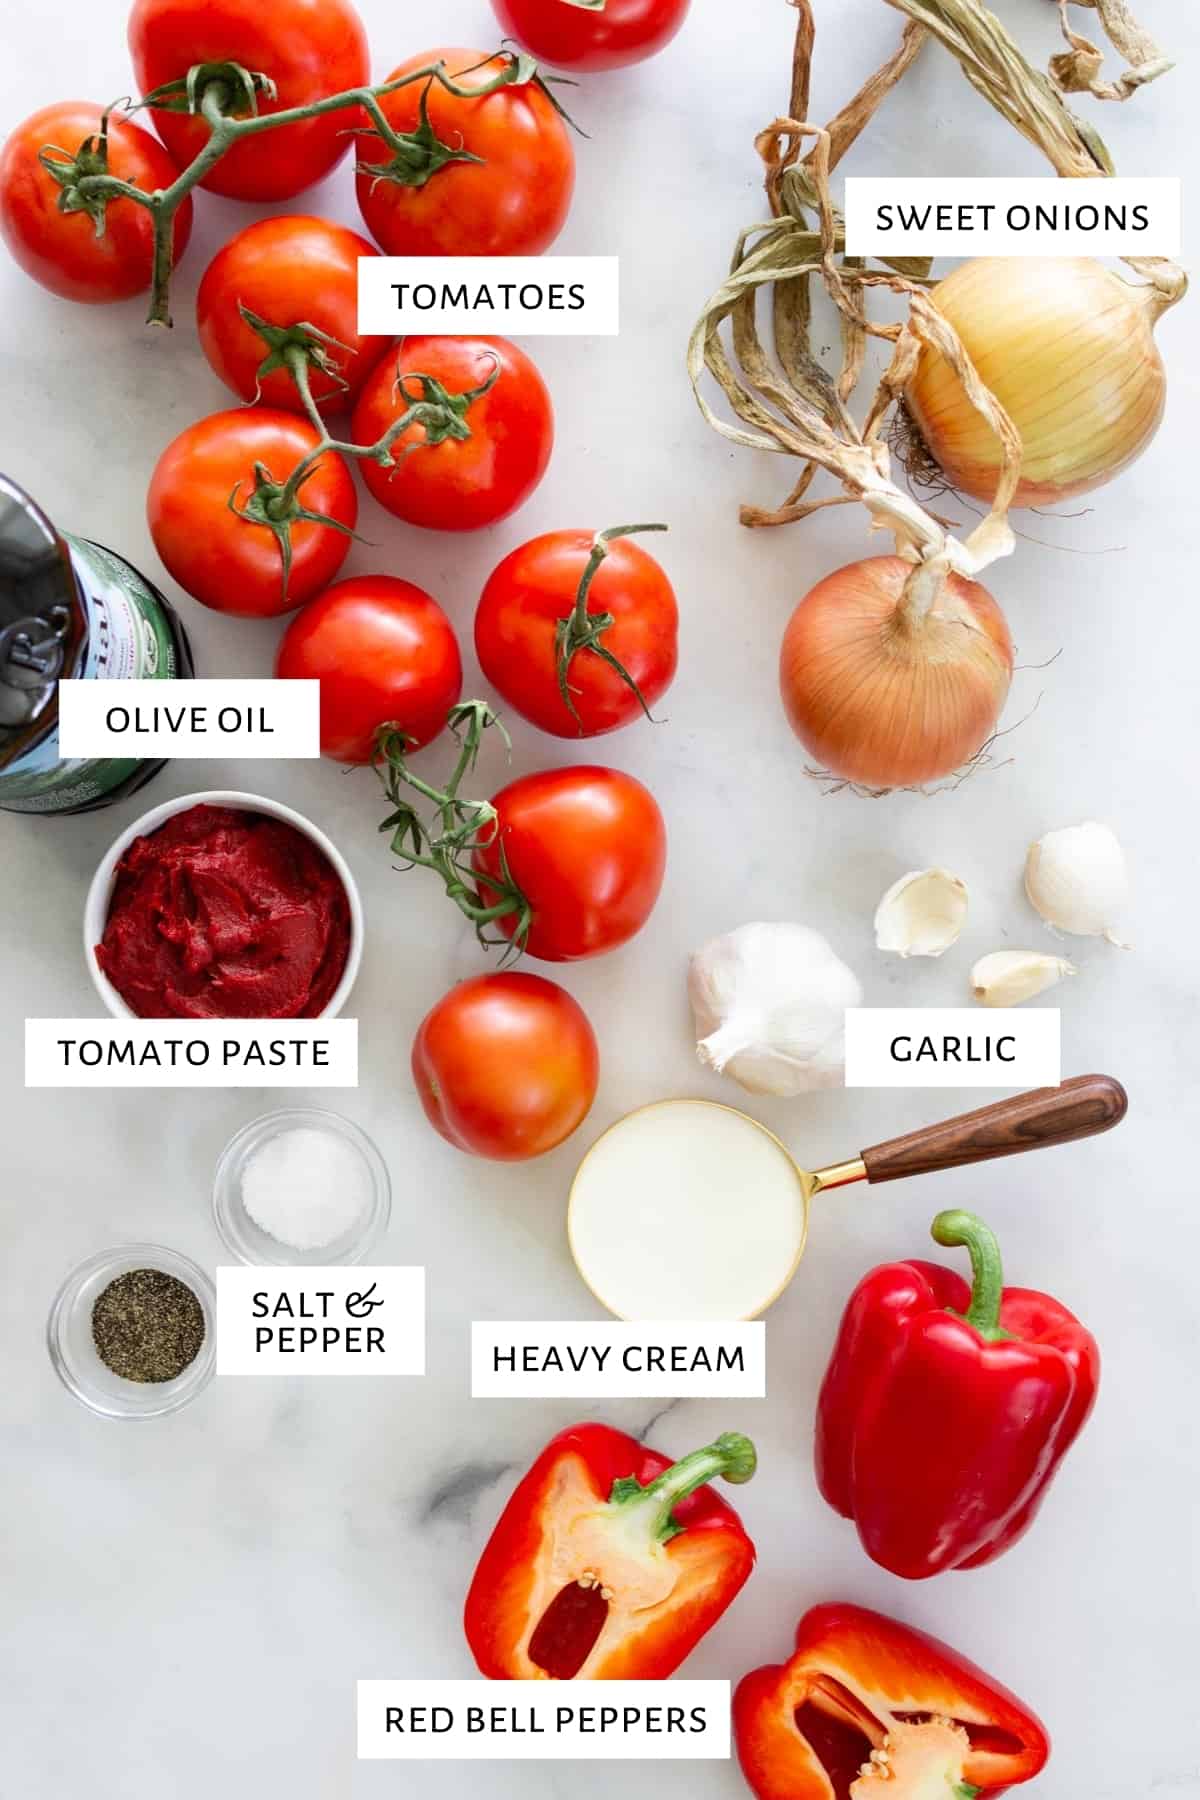 SWEET ONIONS
TOMATOES
OLIVE OIL
TOMATO PASTE
GARLIC
SALT &
PEPPER
HEAVY CREAM
RED BELL PEPPERS